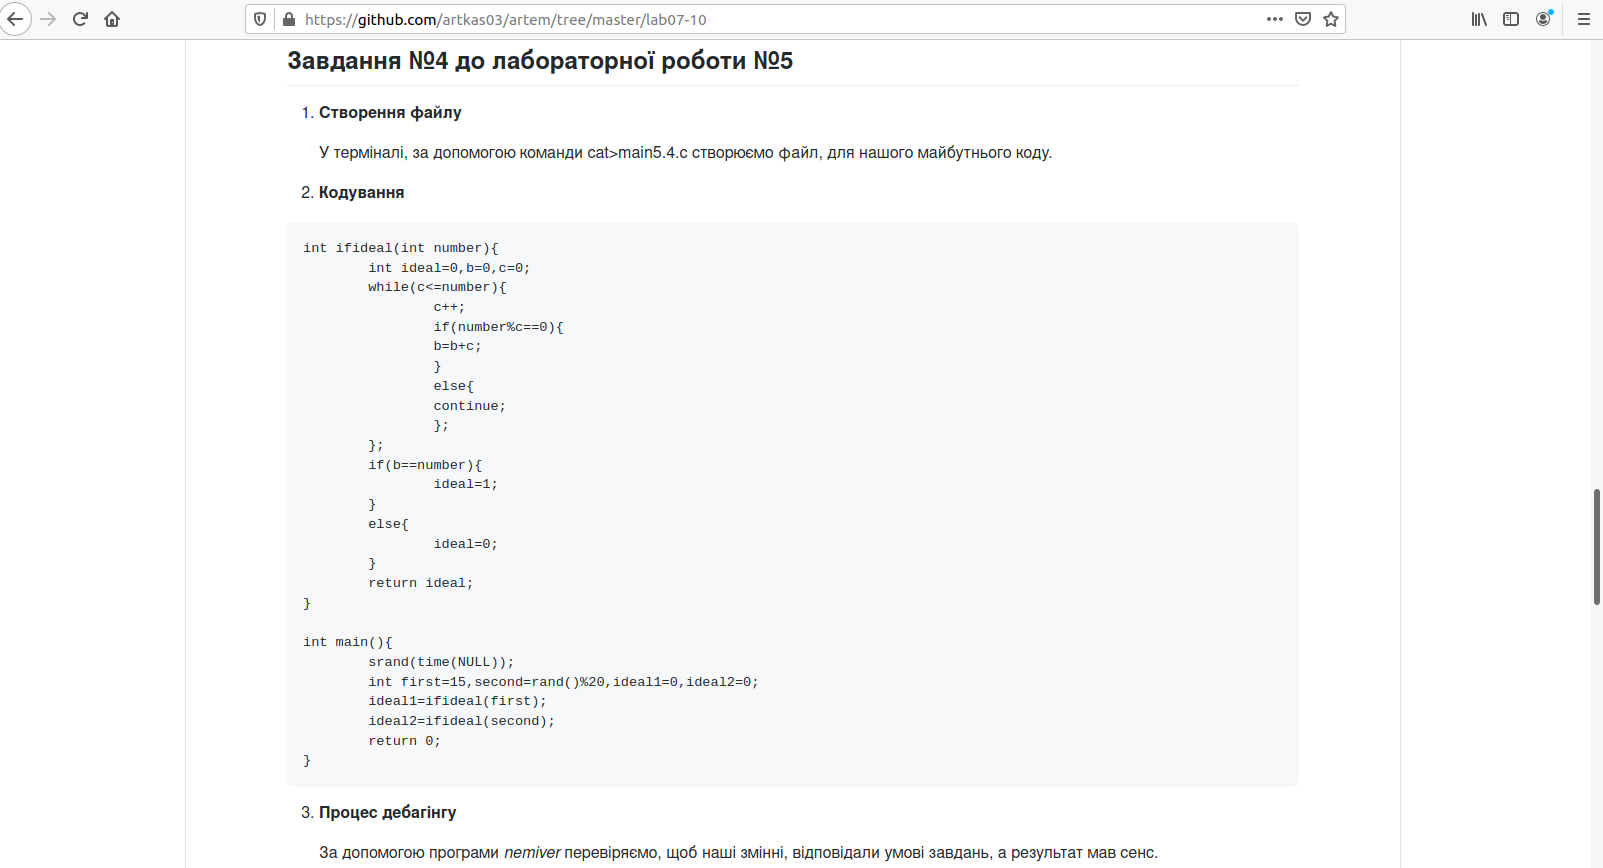 https://github.com/artkas03/artem/tree/master/lab07-10
Завдання №4 до лабораторної роботи №5
1. Створення файлу
У терміналі, за допомогою команди cat>main5.4.c створюємо файл, для нашого майбутнього коду.
2. Кодування
int ifideal(int number){
        int ideal=0,b=0,c=0;
        while(c<=number){
                c++;
                if(number%c==0){
                b=b+c;
                }
                else{
                continue;
                };
        };
        if(b==number){
                ideal=1;
        }
        else{
                ideal=0;
        }
        return ideal;
}
int main(){
        srand(time(NULL));
        int first=15,second=rand()%20,ideal1=0,ideal2=0;
        ideal1=ifideal(first);
        ideal2=ifideal(second);
        return 0;
}
3. Процес дебагінгу
За допомогою програми nemiver перевіряємо, щоб наші змінні, відповідали умові завдань, а результат мав сенс.